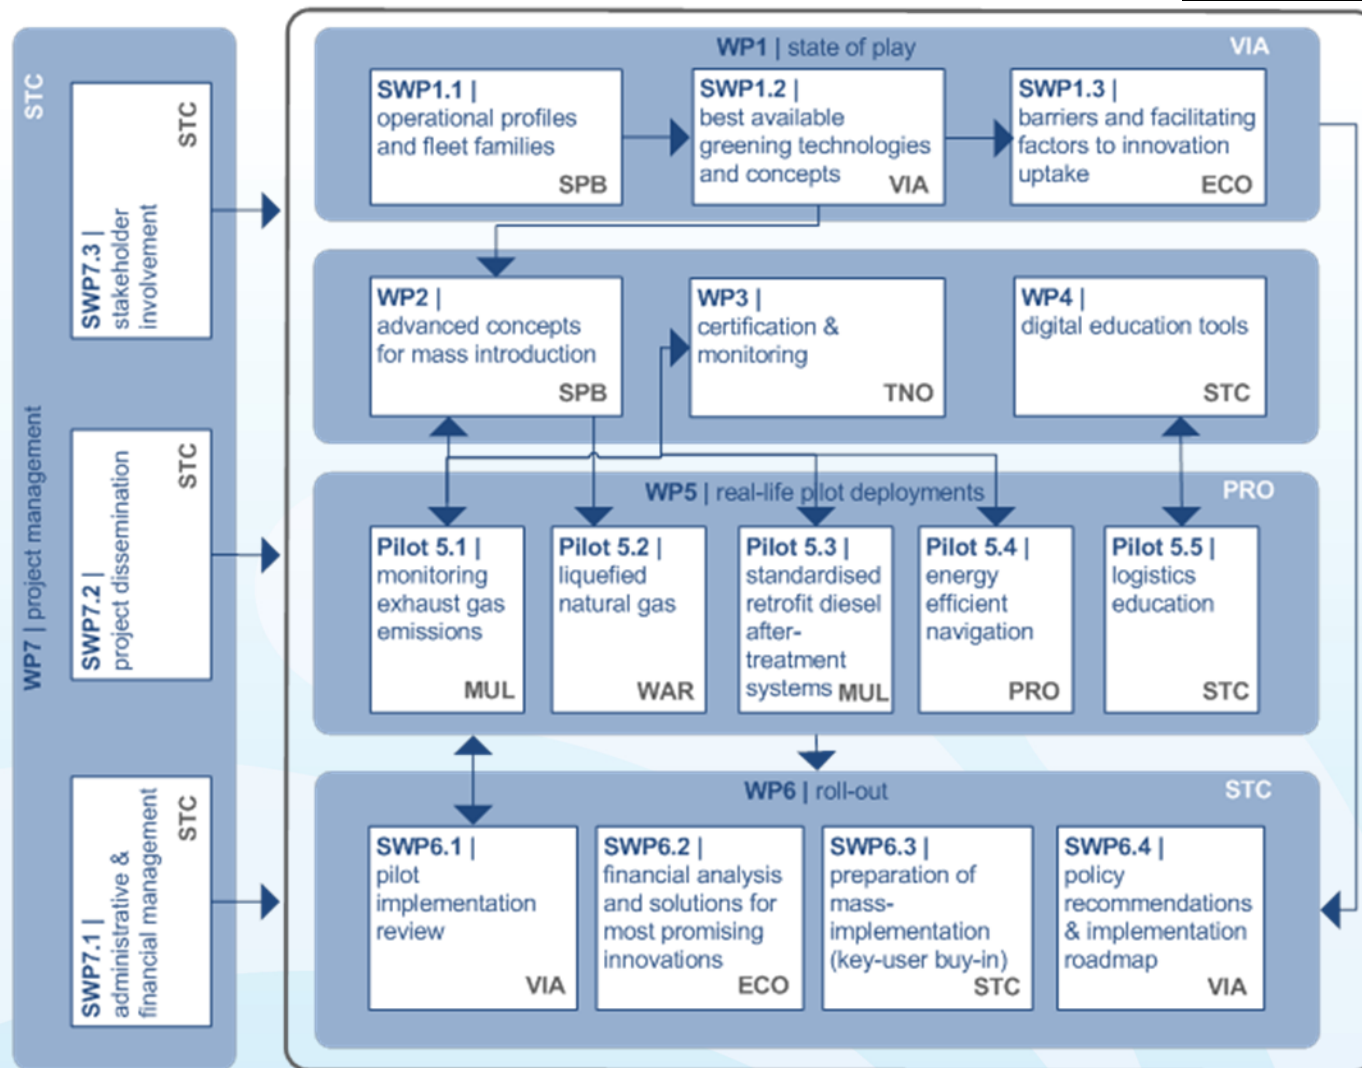 STC
WP7 | project management
SWP7.3 |
stakeholder
involvement
STC
SWP7.2 |
project dissemination
STC
SWP7.1 |
administrative &
financial management
STC
WP1 | state of play
VIA
SWP1.1 |
operational profiles
and fleet families
SPB
SWP1.2 |
best available
greening technologies
and concepts
VIA
SWP1.3 |
barriers and facilitating
factors to innovation
uptake
ECO
WP2 |
advanced concepts
for mass introduction
SPB
WP3 |
certification &
monitoring
TNO
WP4 |
digital education tools
STC
WP5 | real-life pilot deployments
PRO
Pilot 5.1 |
monitoring
exhaust gas
emissions
MUL
Pilot 5.2 |
liquefied
natural gas
WAR
Pilot 5.3 |
standardised
retrofit diesel
after-
treatment
systems
MUL
Pilot 5.4 |
energy
efficient
navigation
PRO
Pilot 5.5 |
logistics
education
STC
WP6 | roll-out
STC
SWP6.1 |
pilot
implementation
review
VIA
SWP6.2 |
financial analysis
and solutions for
most promising
innovations
ECO
SWP6.3 |
preparation of
mass-
implementation
(key-user buy-in)
STC
SWP6.4 |
policy
recommendations
& implementation
roadmap
VIA